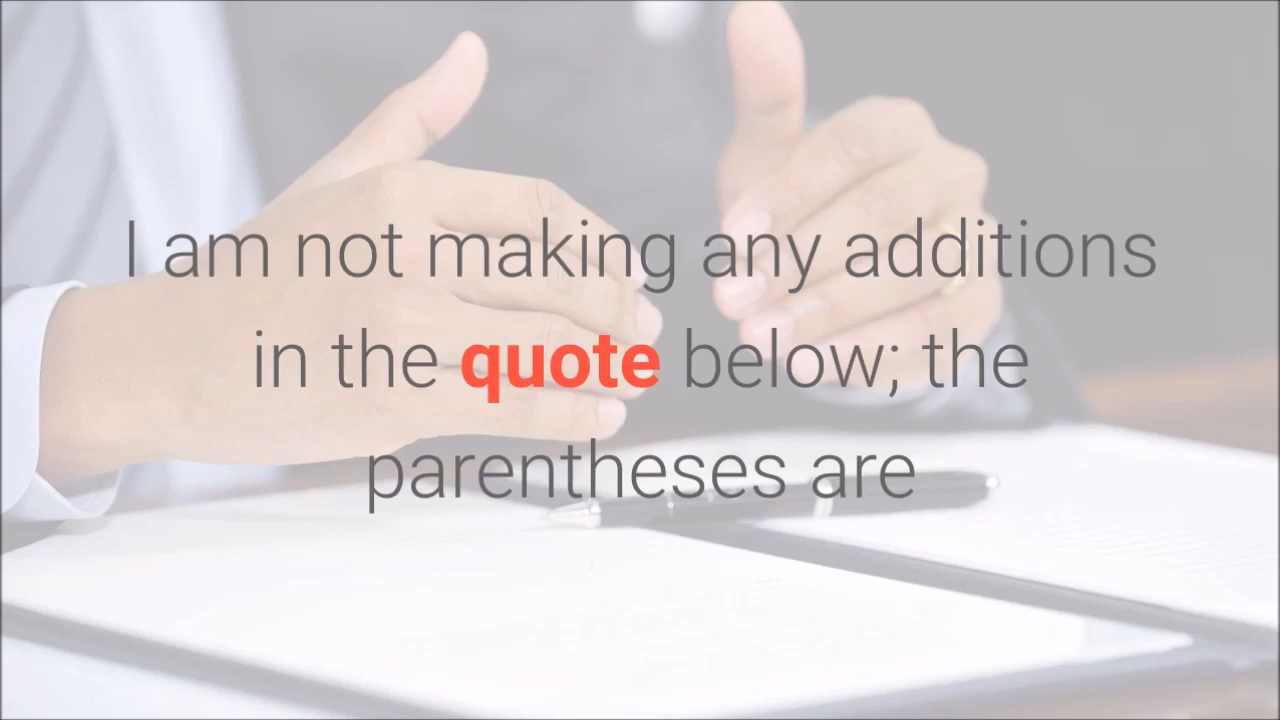 I am not making any additions
in the quote below; the
parentheses are